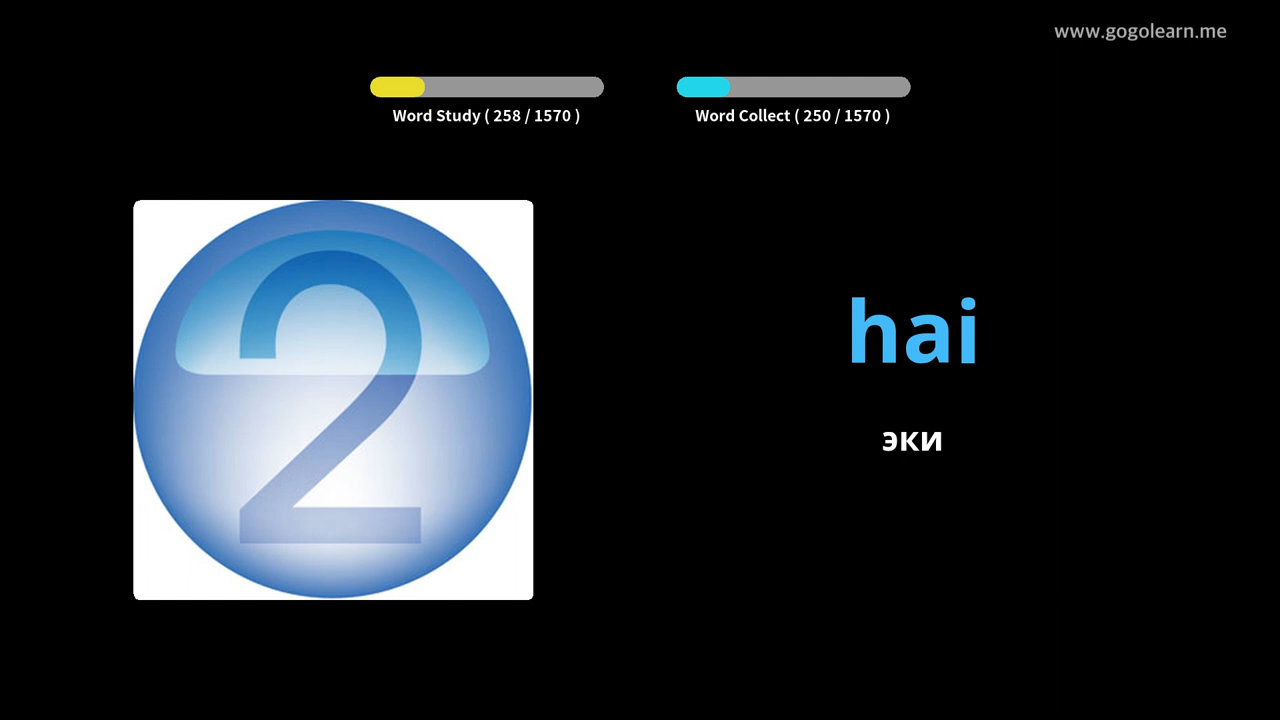 www.gogolearn.me
Word Study ( 258 / 1570 )
Word Collect ( 250 / 1570 )
2
hai
эки